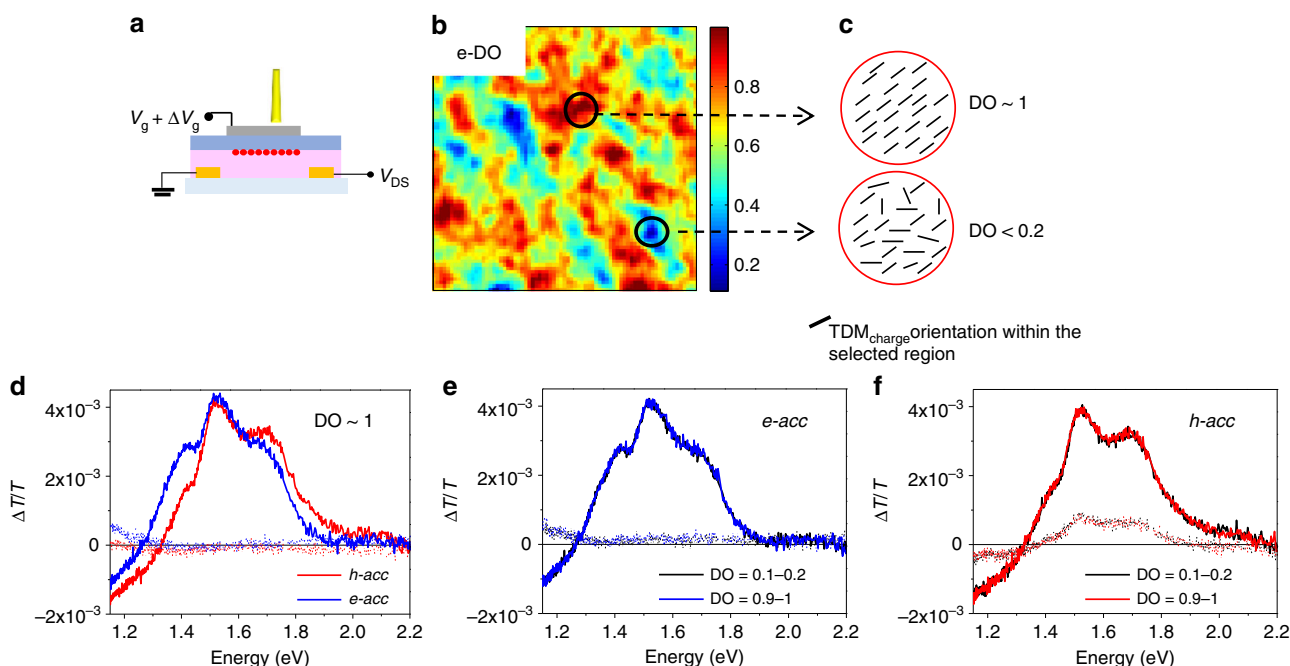 a
V_g + ΔV_g
V_DS
b
e-DO
0.8
0.6
0.4
0.2
c
DO ~ 1
DO < 0.2
TDM_charge orientation within the
selected region
d
ΔT/T
4x10⁻³
2x10⁻³
0
−2x10⁻³
DO ~ 1
h-acc
e-acc
1.2 1.4 1.6 1.8 2.0 2.2
Energy (eV)
e
ΔT/T
4x10⁻³
2x10⁻³
0
−2x10⁻³
e-acc
DO = 0.1–0.2
DO = 0.9–1
1.2 1.4 1.6 1.8 2.0 2.2
Energy (eV)
f
ΔT/T
4x10⁻³
2x10⁻³
0
−2x10⁻³
h-acc
DO = 0.1–0.2
DO = 0.9–1
1.2 1.4 1.6 1.8 2.0 2.2
Energy (eV)